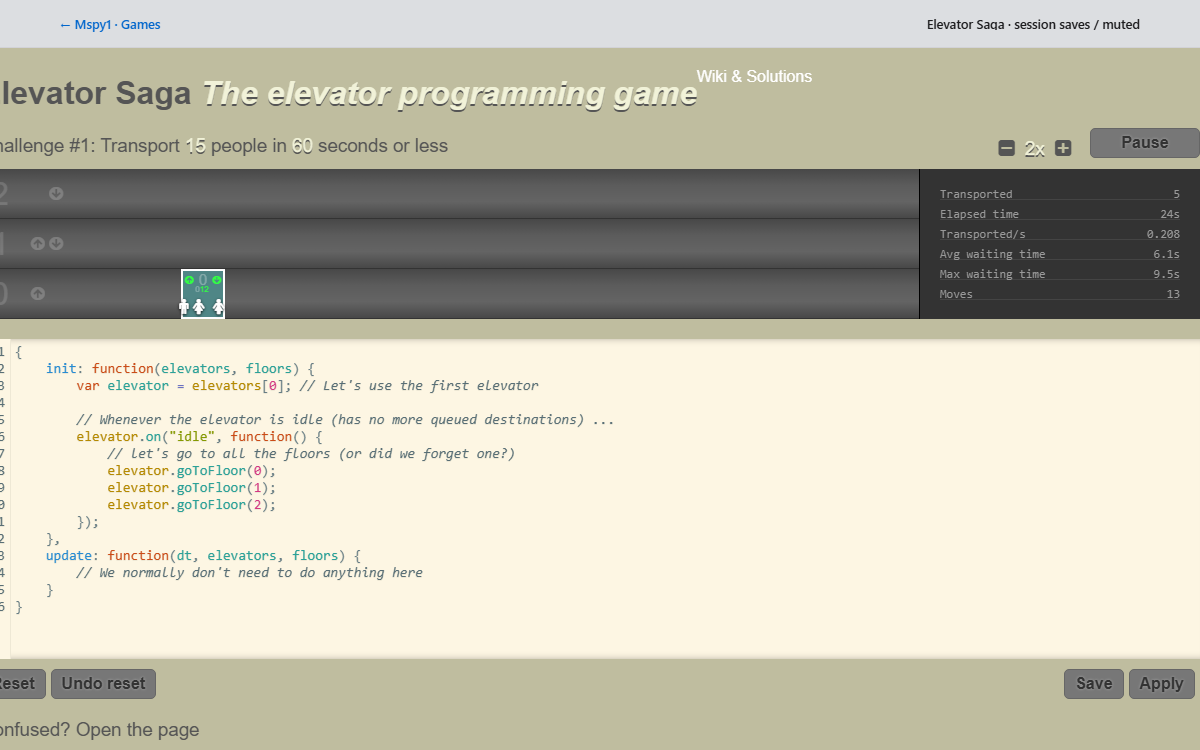 ← Mspy1 · Games
Elevator Saga · session saves / muted
levator Saga The elevator programming game
Wiki & Solutions
allenge #1: Transport 15 people in 60 seconds or less
2x
Pause
2
1
0
0
012
Transported 5
Elapsed time 24s
Transported/s 0.208
Avg waiting time 6.1s
Max waiting time 9.5s
Moves 13
1 {
2 init: function(elevators, floors) {
3 var elevator = elevators[0]; // Let's use the first elevator
4
5 // Whenever the elevator is idle (has no more queued destinations) ...
6 elevator.on("idle", function() {
7 // let's go to all the floors (or did we forget one?)
8 elevator.goToFloor(0);
9 elevator.goToFloor(1);
0 elevator.goToFloor(2);
1 });
2 },
3 update: function(dt, elevators, floors) {
4 // We normally don't need to do anything here
5 }
6 }
Reset
Undo reset
Save
Apply
onfused? Open the page